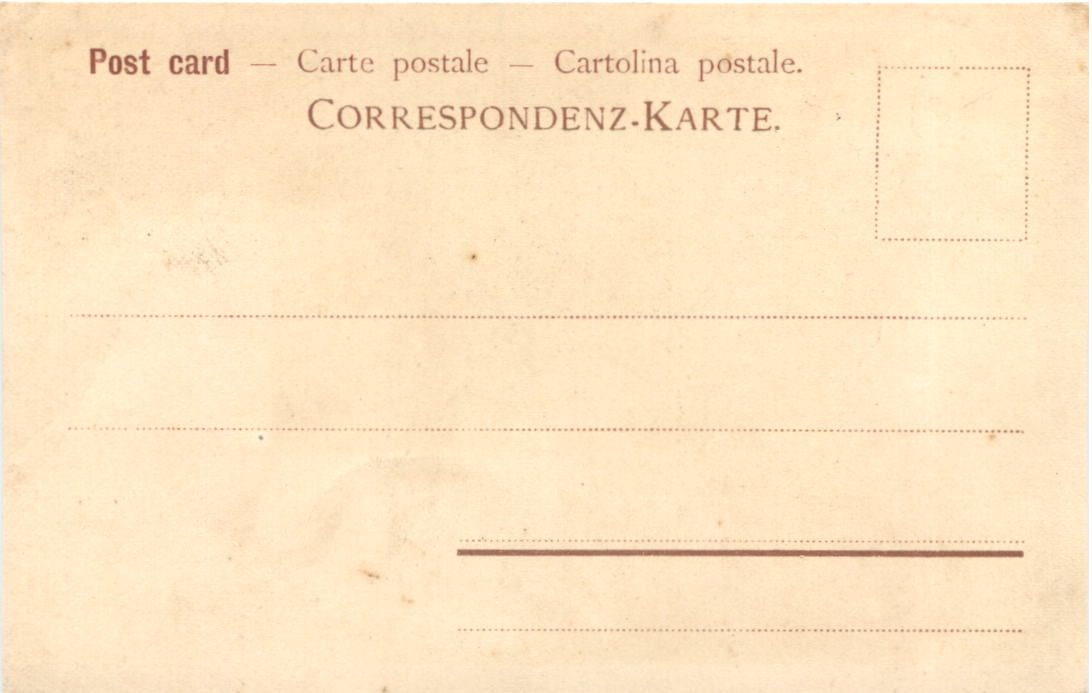 Post card — Carte postale — Cartolina postale.
CORRESPONDENZ-KARTE.